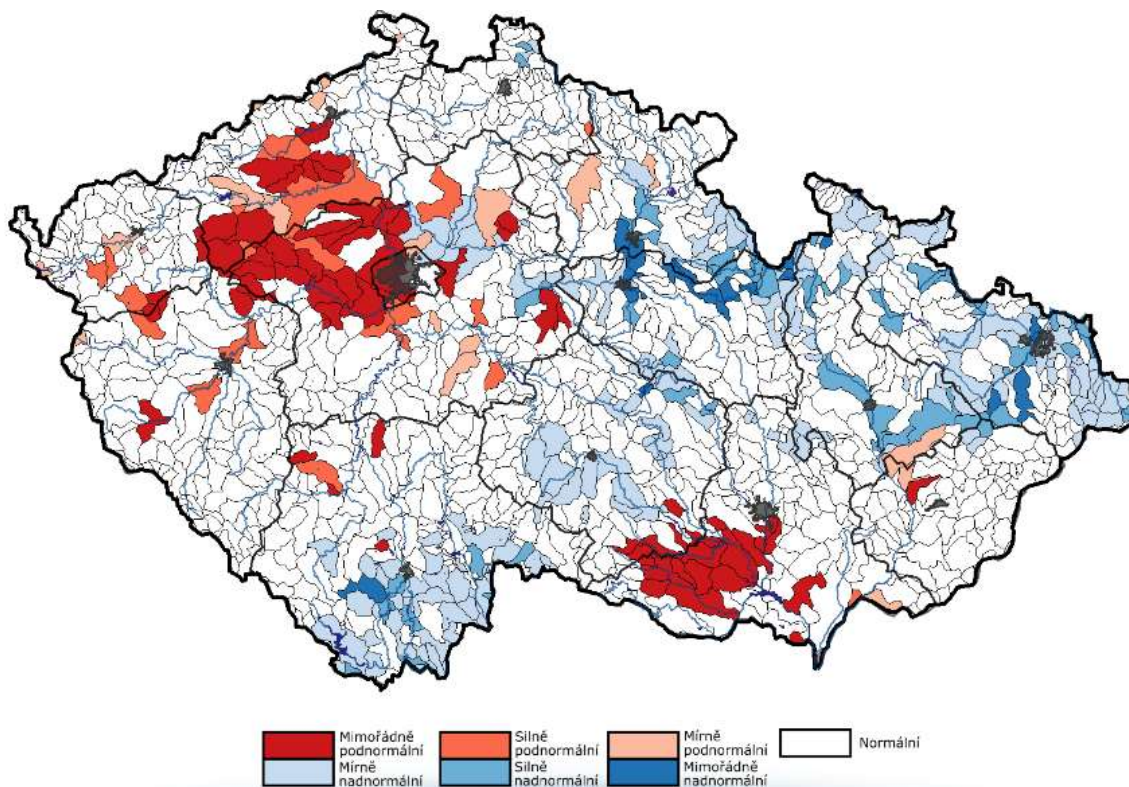 Mimořádně
podnormální
Silně
podnormální
Mírně
podnormální
Normální
Mírně
nadnormální
Silně
nadnormální
Mimořádně
nadnormální